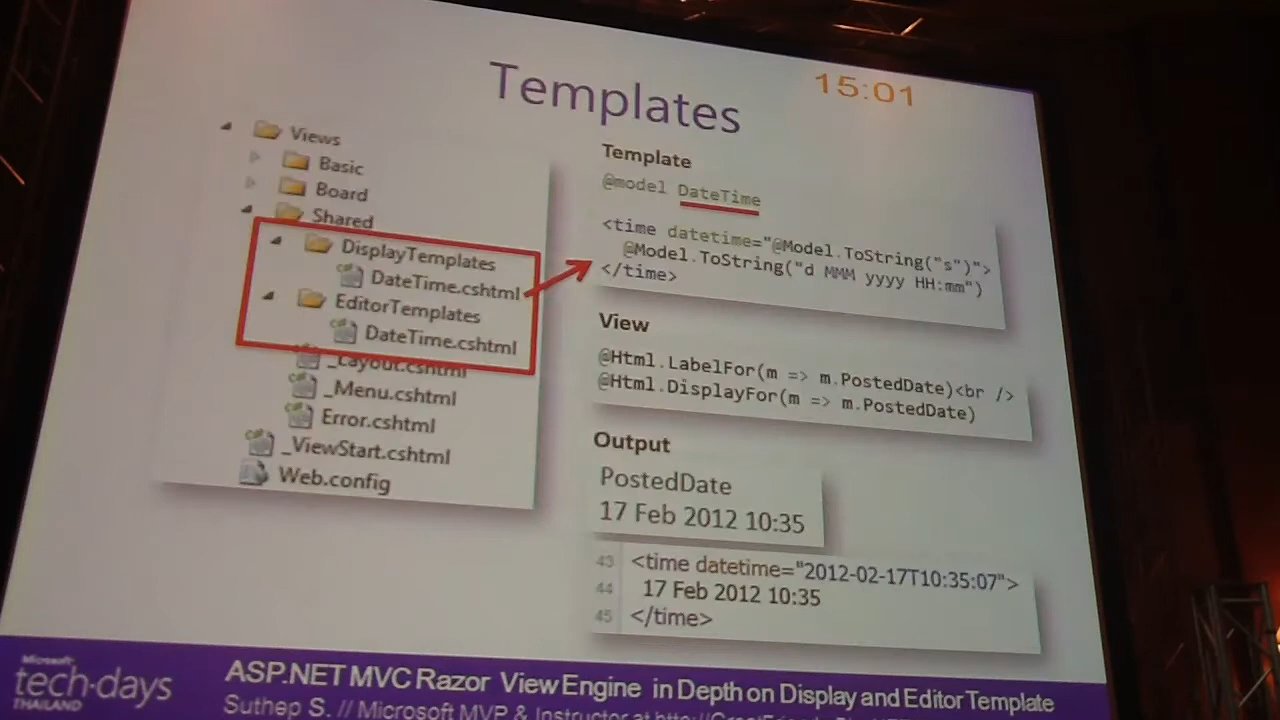 Templates
15:01
Views
Basic
Board
Shared
DisplayTemplates
DateTime.cshtml
EditorTemplates
DateTime.cshtml
_Layout.cshtml
_Menu.cshtml
Error.cshtml
_ViewStart.cshtml
Web.config
Template
@model DateTime
<time datetime="@Model.ToString("s")">
@Model.ToString("d MMM yyyy HH:mm")
</time>
View
@Html.LabelFor(m => m.PostedDate)<br />
@Html.DisplayFor(m => m.PostedDate)
Output
PostedDate
17 Feb 2012 10:35
43 <time datetime="2012-02-17T10:35:07">
44 17 Feb 2012 10:35
45 </time>
Microsoft
tech·days
THAILAND
ASP.NET MVC Razor View Engine in Depth on Display and Editor Template
Suthep S. // Microsoft MVP & Instructor at